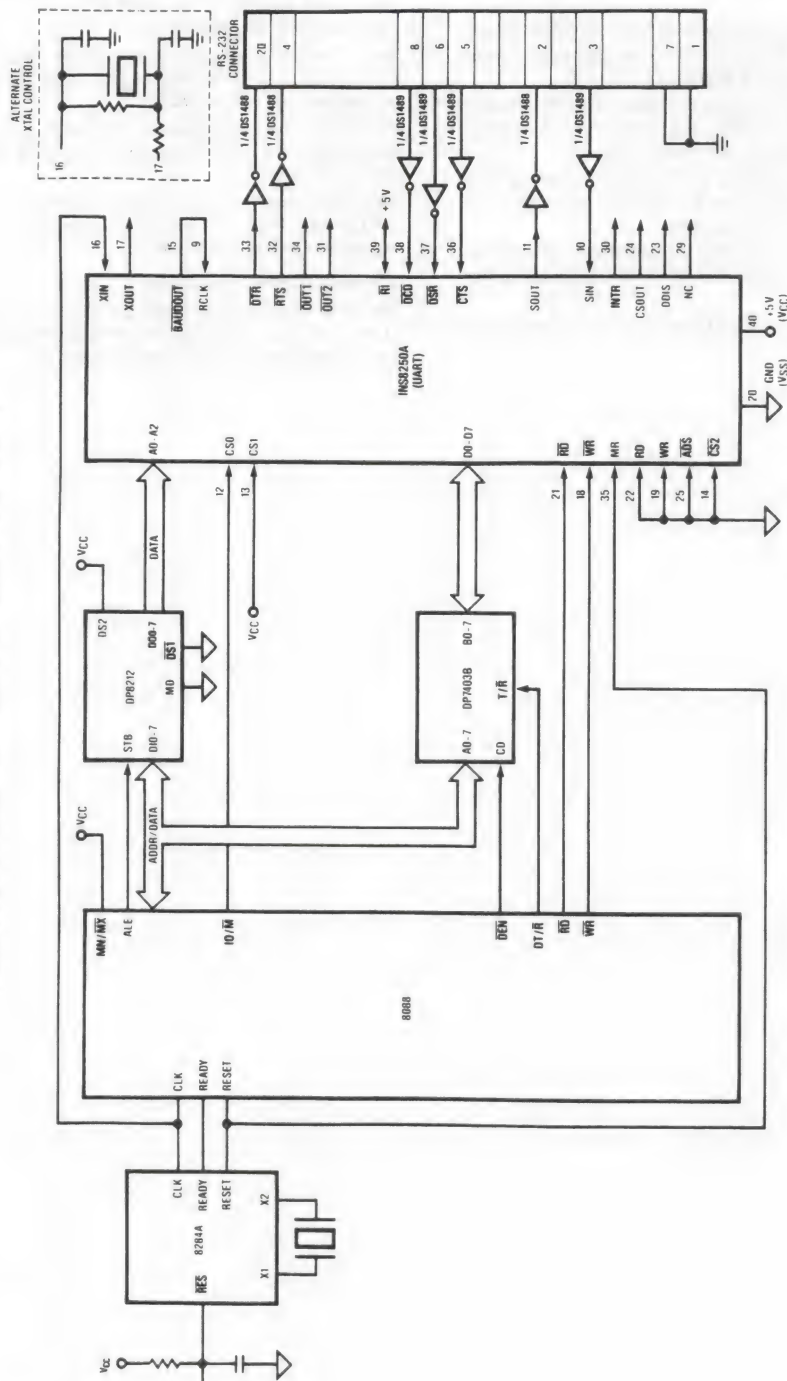 ALTERNATE
XTAL CONTROL
16
17
RS-232
CONNECTOR
20
4
8
6
5
2
3
7
1
1/4 DS1488
1/4 DS1488
1/4 DS1489
1/4 DS1489
1/4 DS1489
1/4 DS1488
1/4 DS1489
+5V
16
17
15
9
33
32
34
31
39
38
37
36
11
10
30
24
23
29
XIN
XOUT
BAUDOUT
RCLK
DTR
RTS
OUT1
OUT2
RI
DCD
DSR
CTS
SOUT
SIN
INTR
CSOUT
DDIS
NC
INS8250A
(UART)
40
+5V
(VCC)
20
GND
(VSS)
A0-A2
CS0
CS1
D0-D7
RD
WR
MR
RD
WR
ADS
CS2
12
13
21
18
35
22
19
25
14
DATA
VCC
VCC
DS2
DO0-7
DS1
DP8212
MD
STB
DI0-7
B0-7
DP7403B
T/R
A0-7
CD
VCC
ADDR/DATA
MN/MX
ALE
IO/M
DEN
DT/R
RD
WR
8088
CLK
READY
RESET
CLK
READY
RESET
8284A
X2
X1
RES
VCC